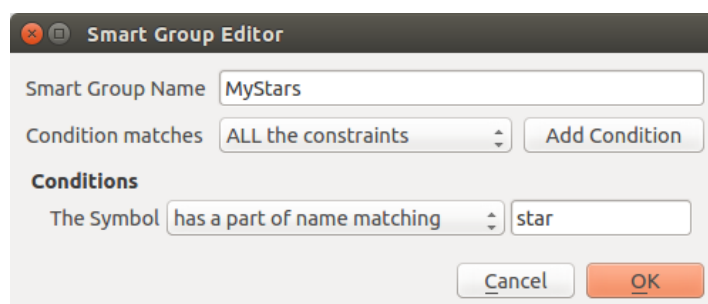 Smart Group Editor
Smart Group Name MyStars
Condition matches ALL the constraints Add Condition
Conditions
The Symbol has a part of name matching star
Cancel OK